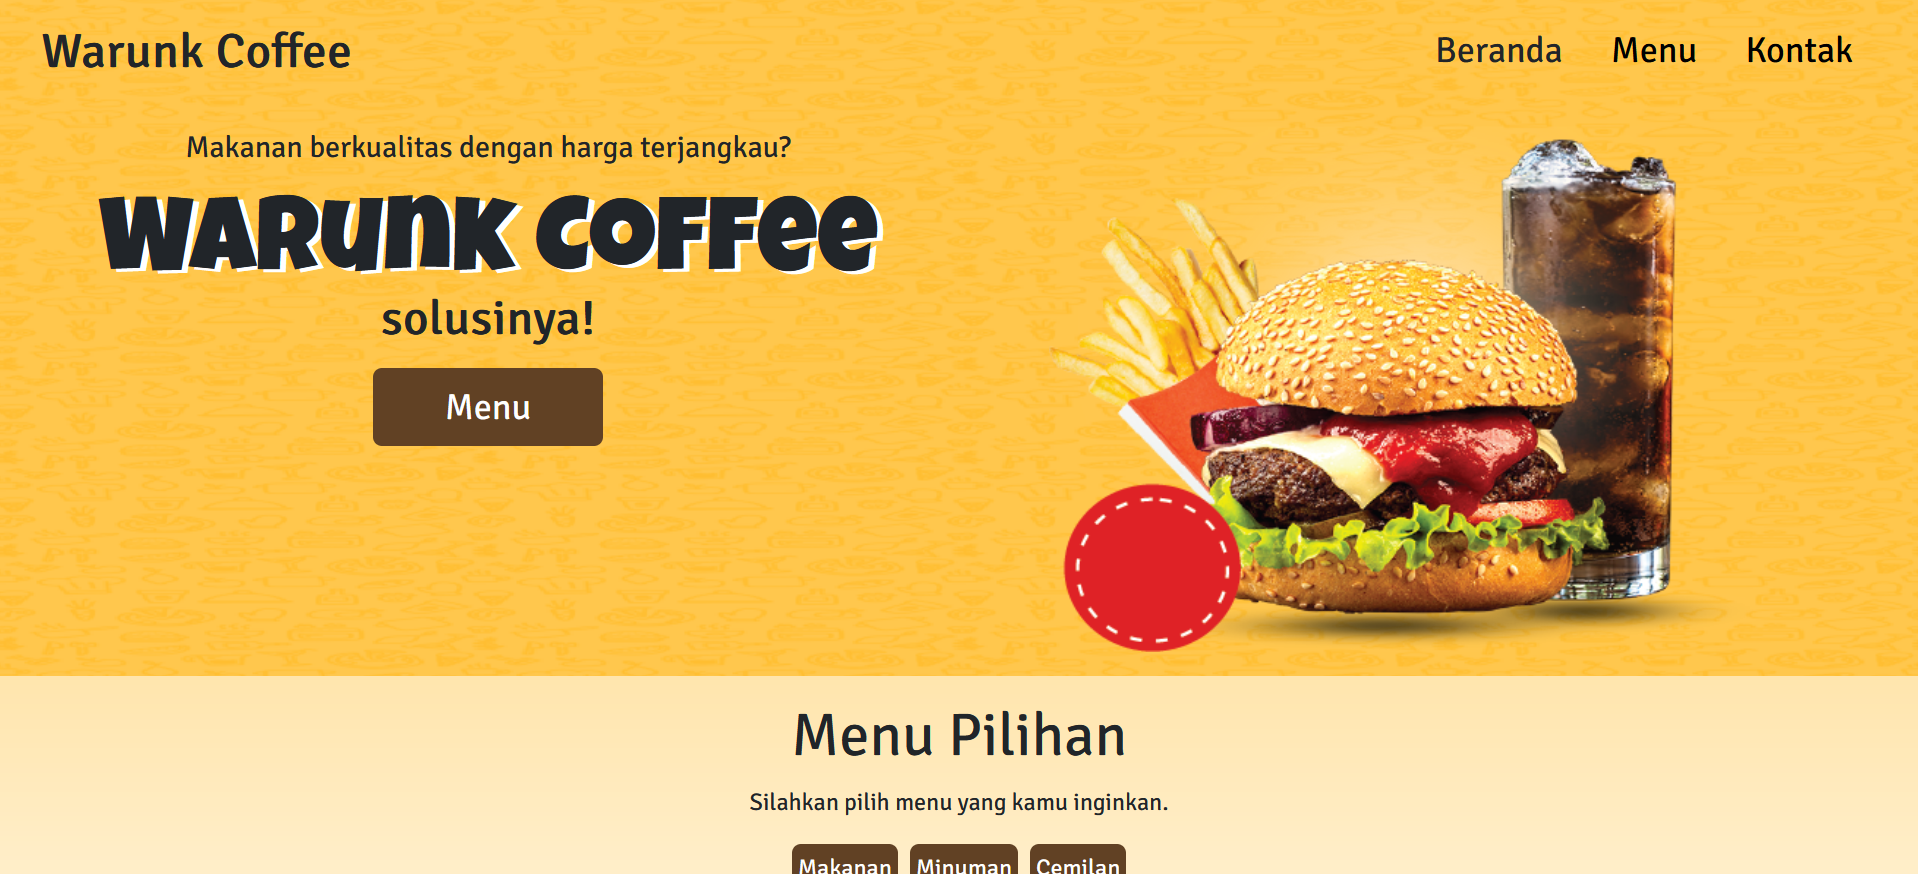 Warunk Coffee
Beranda Menu Kontak
Makanan berkualitas dengan harga terjangkau?
WARUNK COFFee
solusinya!
Menu
Menu Pilihan
Silahkan pilih menu yang kamu inginkan.
Makanan Minuman Cemilan